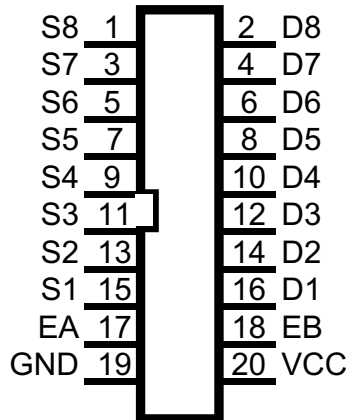 S8 1 2 D8
S7 3 4 D7
S6 5 6 D6
S5 7 8 D5
S4 9 10 D4
S3 11 12 D3
S2 13 14 D2
S1 15 16 D1
EA 17 18 EB
GND 19 20 VCC